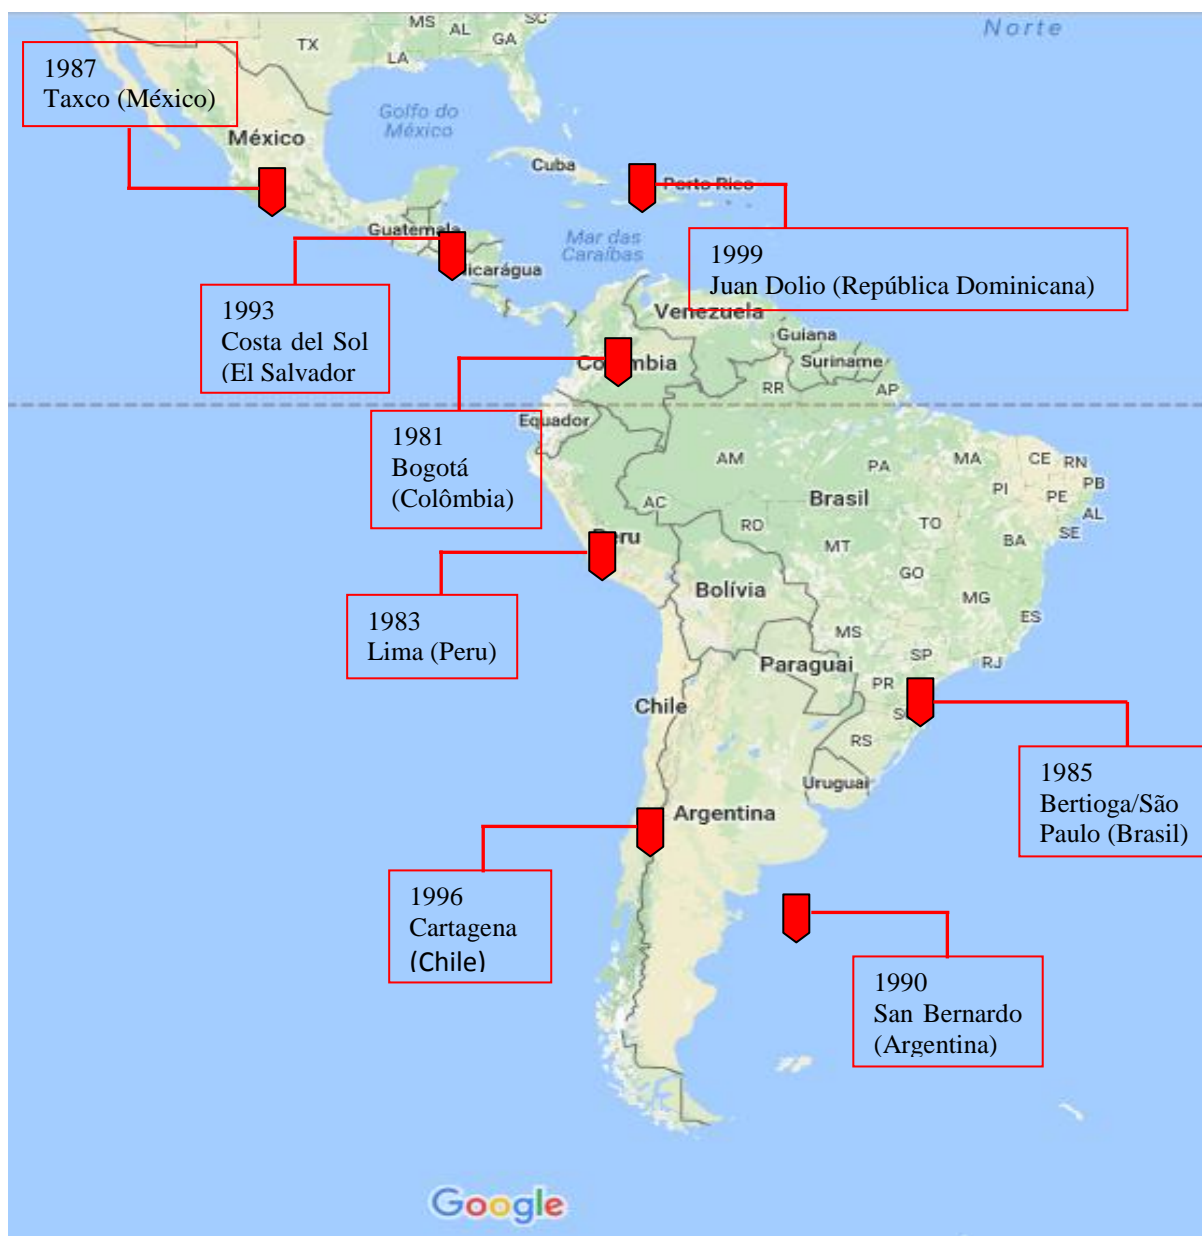 MS
AL
SC
GA
TX
LA
Norte
1987
Taxco (México)
Golfo do
México
México
Cuba
Porto Rico
Guatemala
Nicarágua
Mar das
Caraíbas
1999
Juan Dolio (República Dominicana)
1993
Costa del Sol
(El Salvador
Venezuela
Guiana
Suriname
Colômbia
RR
AP
Equador
1981
Bogotá
(Colômbia)
AM
PA
MA
CE
RN
PB
PI
PE
AL
Brasil
AC
RO
TO
SE
BA
Peru
MT
GO
Bolívia
MG
ES
1983
Lima (Peru)
MS
SP
RJ
Paraguai
PR
Chile
RS
Uruguai
1985
Bertioga/São
Paulo (Brasil)
Argentina
1996
Cartagena
(Chile)
1990
San Bernardo
(Argentina)
Google